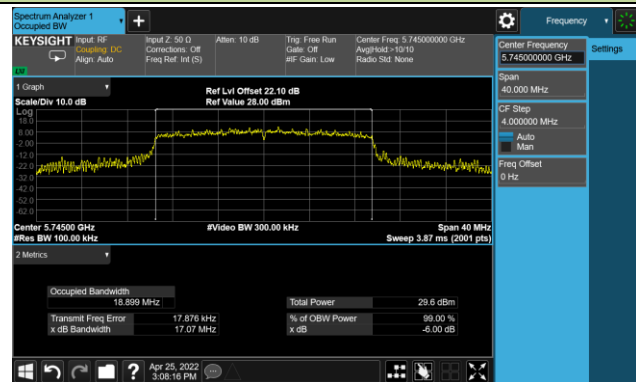 Spectrum Analyzer 1
Occupied BW
+
Frequency
KEYSIGHT
Input: RF
Coupling: DC
Align: Auto
Input Z: 50 Ω
Corrections: Off
Freq Ref: Int (S)
Atten: 10 dB
Trig: Free Run
Gate: Off
#IF Gain: Low
Center Freq: 5.745000000 GHz
Avg|Hold:>10/10
Radio Std: None
Center Frequency
5.745000000 GHz
Settings
Span
40.000 MHz
CF Step
4.000000 MHz
Auto
Man
Freq Offset
0 Hz
1 Graph
Scale/Div 10.0 dB
Ref Lvl Offset 22.10 dB
Ref Value 28.00 dBm
Log
18.0
8.00
-2.00
-12.0
-22.0
-32.0
-42.0
-52.0
-62.0
Center 5.74500 GHz
#Video BW 300.00 kHz
Span 40 MHz
#Res BW 100.00 kHz
Sweep 3.87 ms (2001 pts)
2 Metrics
Occupied Bandwidth
18.899 MHz
Total Power 29.6 dBm
Transmit Freq Error 17.876 kHz
% of OBW Power 99.00 %
x dB Bandwidth 17.07 MHz
x dB -6.00 dB
?
Apr 25, 2022
3:08:16 PM